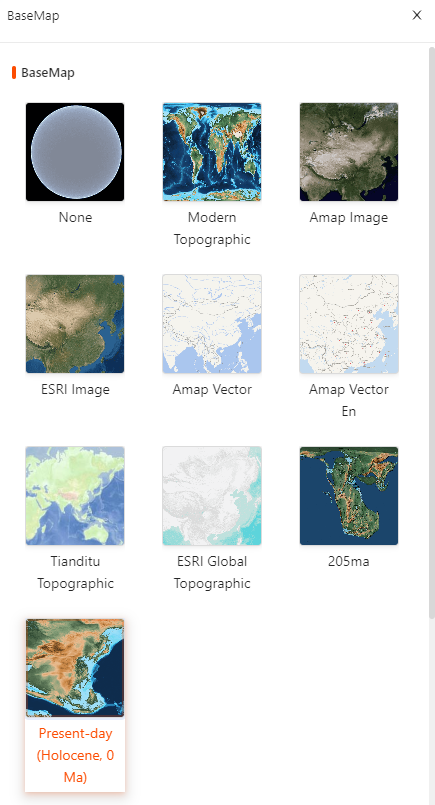 BaseMap
BaseMap
None
Modern
Topographic
Amap Image
ESRI Image
Amap Vector
Amap Vector
En
Tianditu
Topographic
ESRI Global
Topographic
205ma
Present-day
(Holocene, 0
Ma)